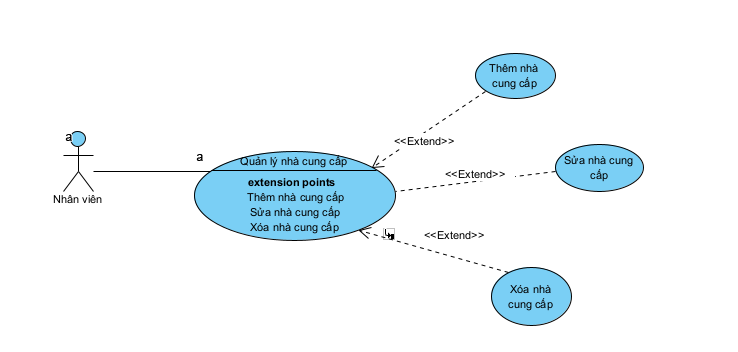 Thêm nhà
cung cấp
<<Extend>>
a
a
Quản lý nhà cung cấp
Sửa nhà cung
cấp
<<Extend>>
extension points
Thêm nhà cung cấp
Sửa nhà cung cấp
Xóa nhà cung cấp
Nhân viên
<<Extend>>
Xóa nhà
cung cấp